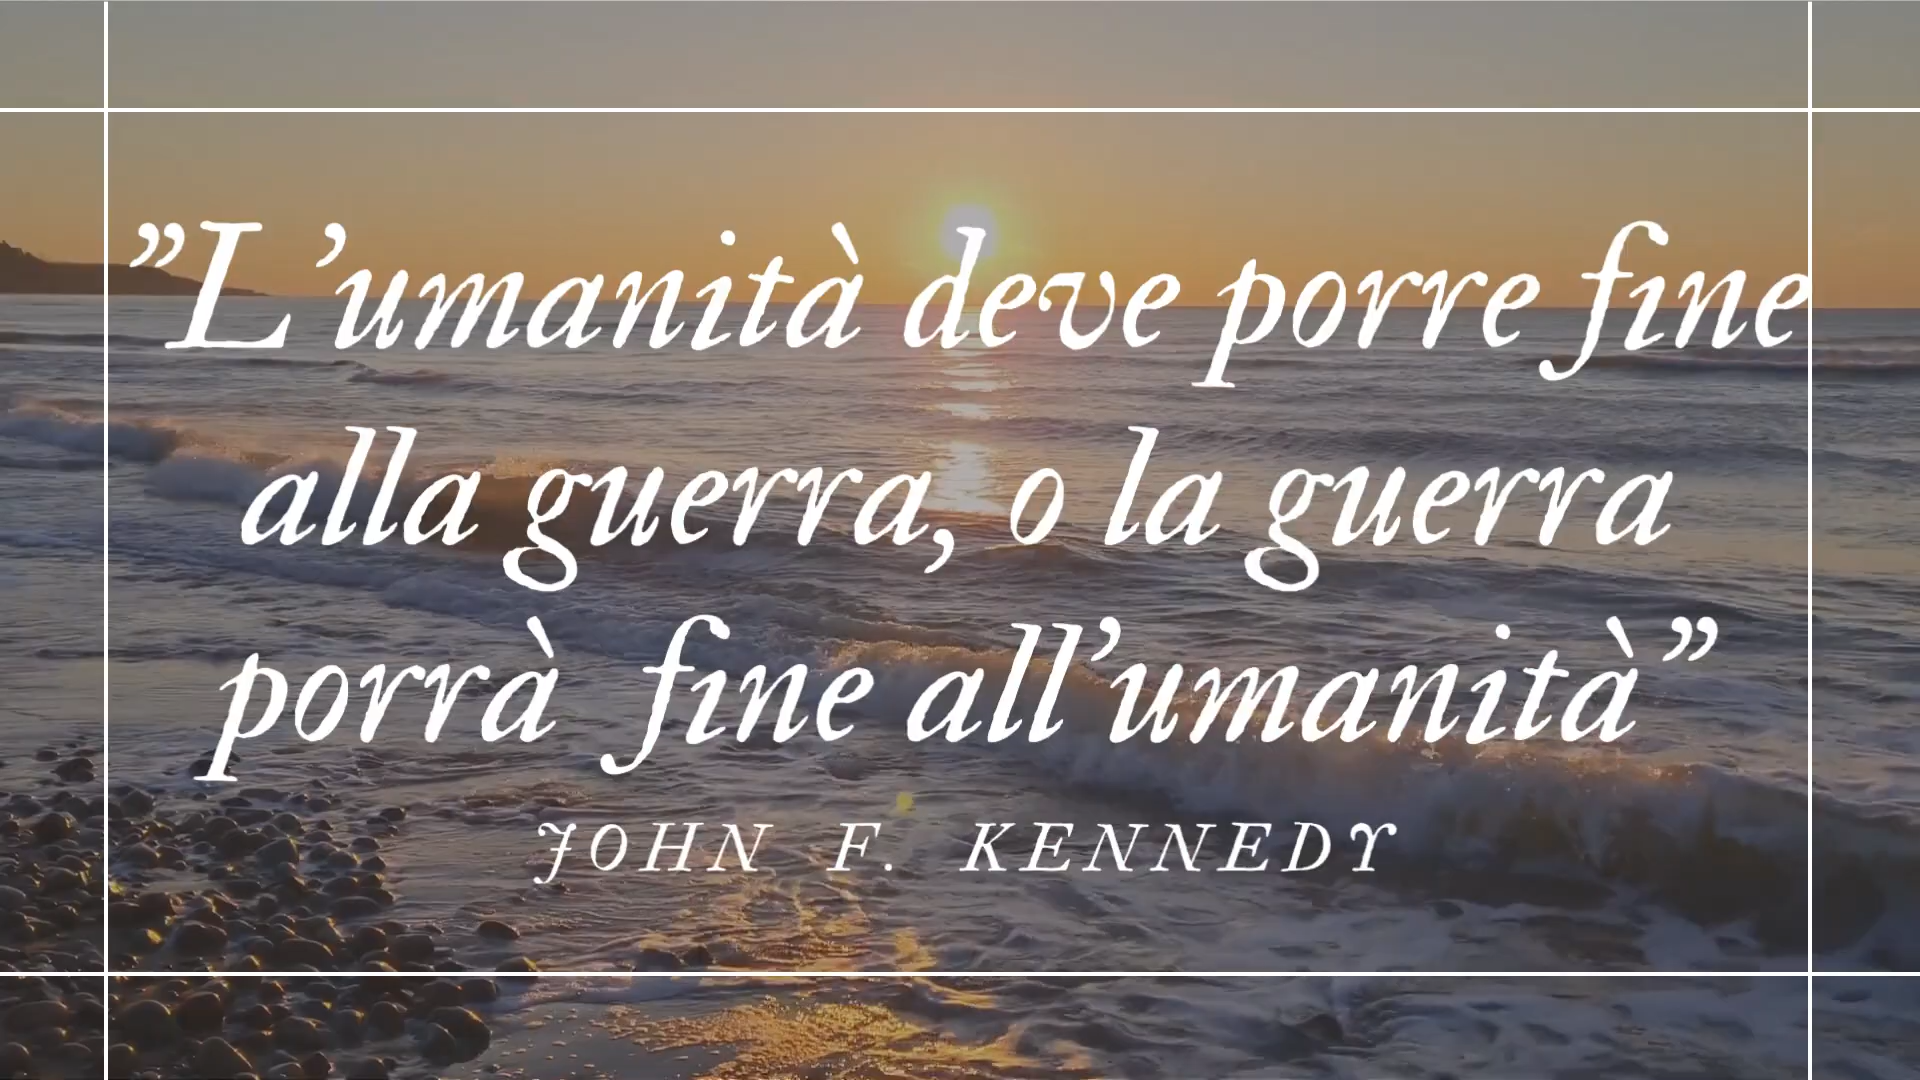 ”L’umanità deve porre fine
alla guerra, o la guerra
porrà fine all’umanità”
JOHN F. KENNEDY